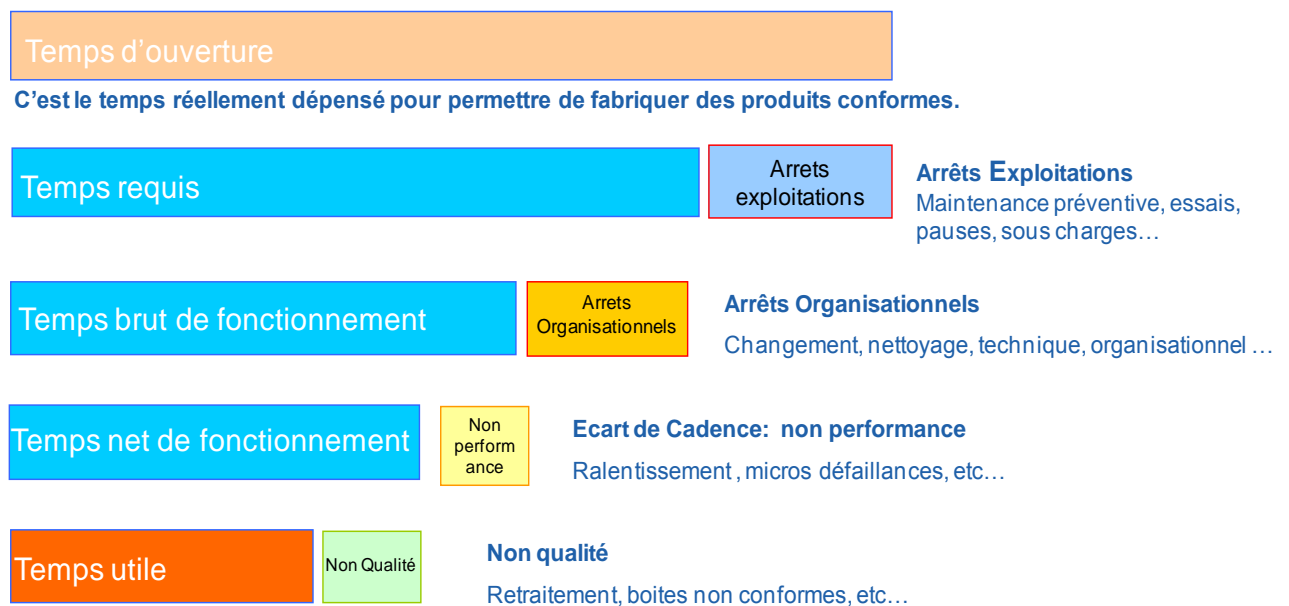 Temps d’ouverture
C’est le temps réellement dépensé pour permettre de fabriquer des produits conformes.
Temps requis
Arrets
exploitations
Arrêts Exploitations
Maintenance préventive, essais,
pauses, sous charges…
Temps brut de fonctionnement
Arrets
Organisationnels
Arrêts Organisationnels
Changement, nettoyage, technique, organisationnel …
Temps net de fonctionnement
Non
perform
ance
Ecart de Cadence: non performance
Ralentissement , micros défaillances, etc…
Temps utile
Non Qualité
Non qualité
Retraitement, boites non conformes, etc…